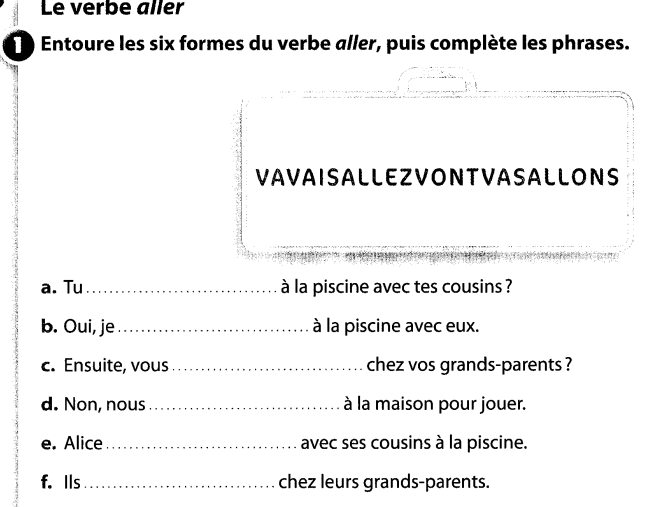 Le verbe aller
1 Entoure les six formes du verbe aller, puis complète les phrases.
VAVAISALLEZVONTVASALLONS
a. Tu ................................ à la piscine avec tes cousins ?
b. Oui, je ................................ à la piscine avec eux.
c. Ensuite, vous ................................ chez vos grands-parents ?
d. Non, nous ................................ à la maison pour jouer.
e. Alice ................................ avec ses cousins à la piscine.
f. Ils ................................ chez leurs grands-parents.